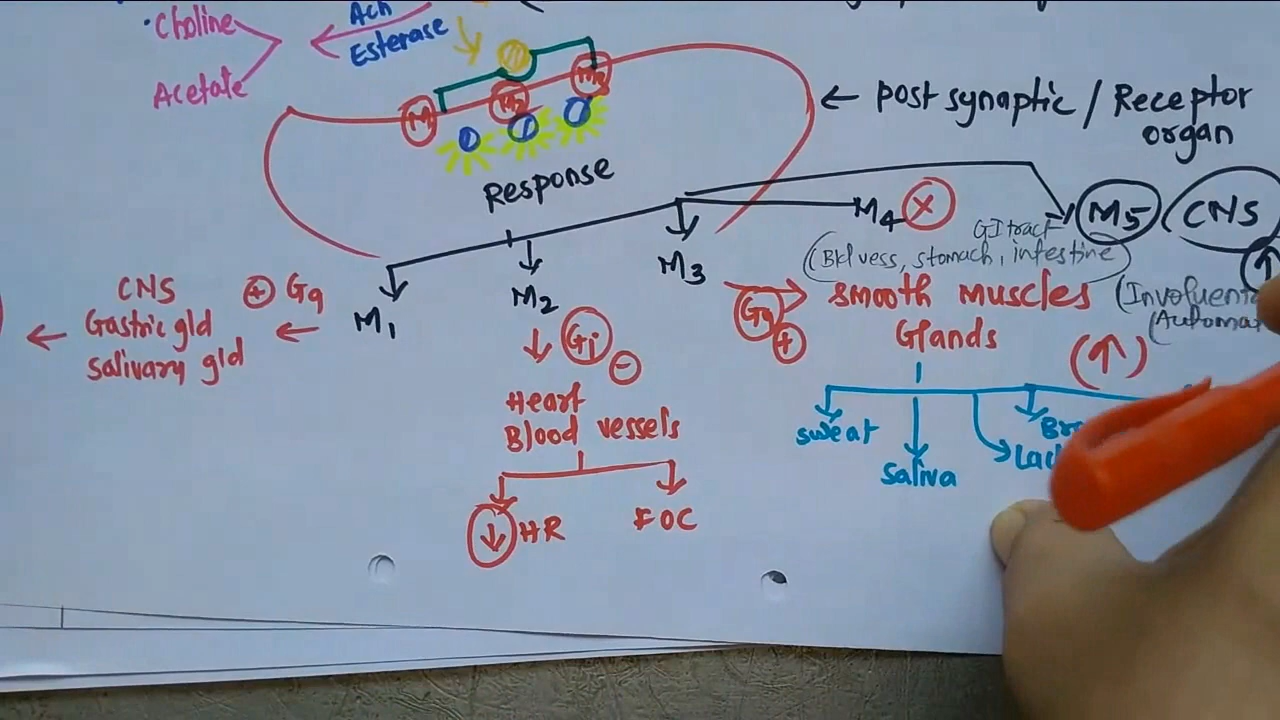 ·Choline
Ach
Esterase
Acetate
M1
M2
M3
← Post synaptic / Receptor
organ
Response
M4 X
M5 (CNS
GI tract
(Bld vess, stomach, intestine)
M3
CNS
⊕ Gq
Gastric gld
salivary gld
M1
M2
Gi
−
Gq
+
smooth muscles
Glands
(↑)
↑
Heart
Blood vessels
↓ HR
FOC
sweat
Saliva